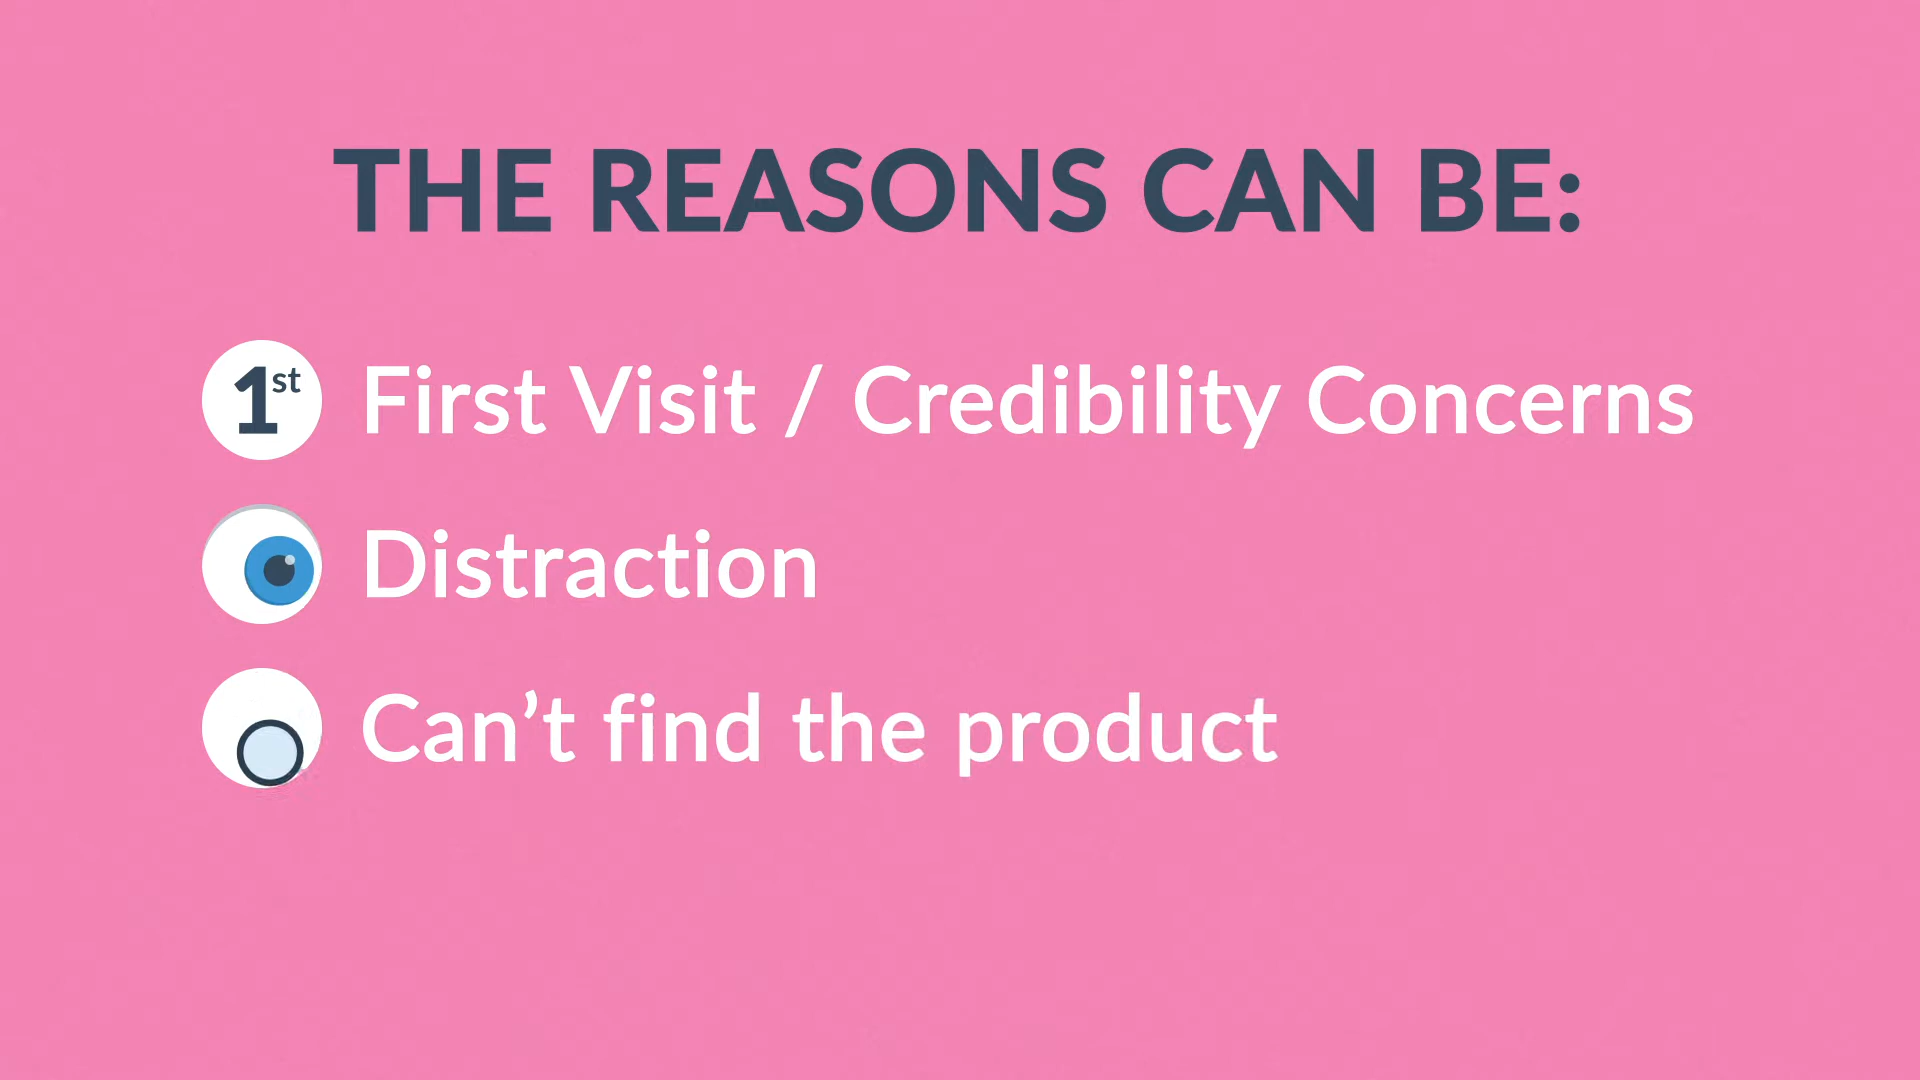 THE REASONS CAN BE:
1st First Visit / Credibility Concerns
Distraction
Can’t find the product